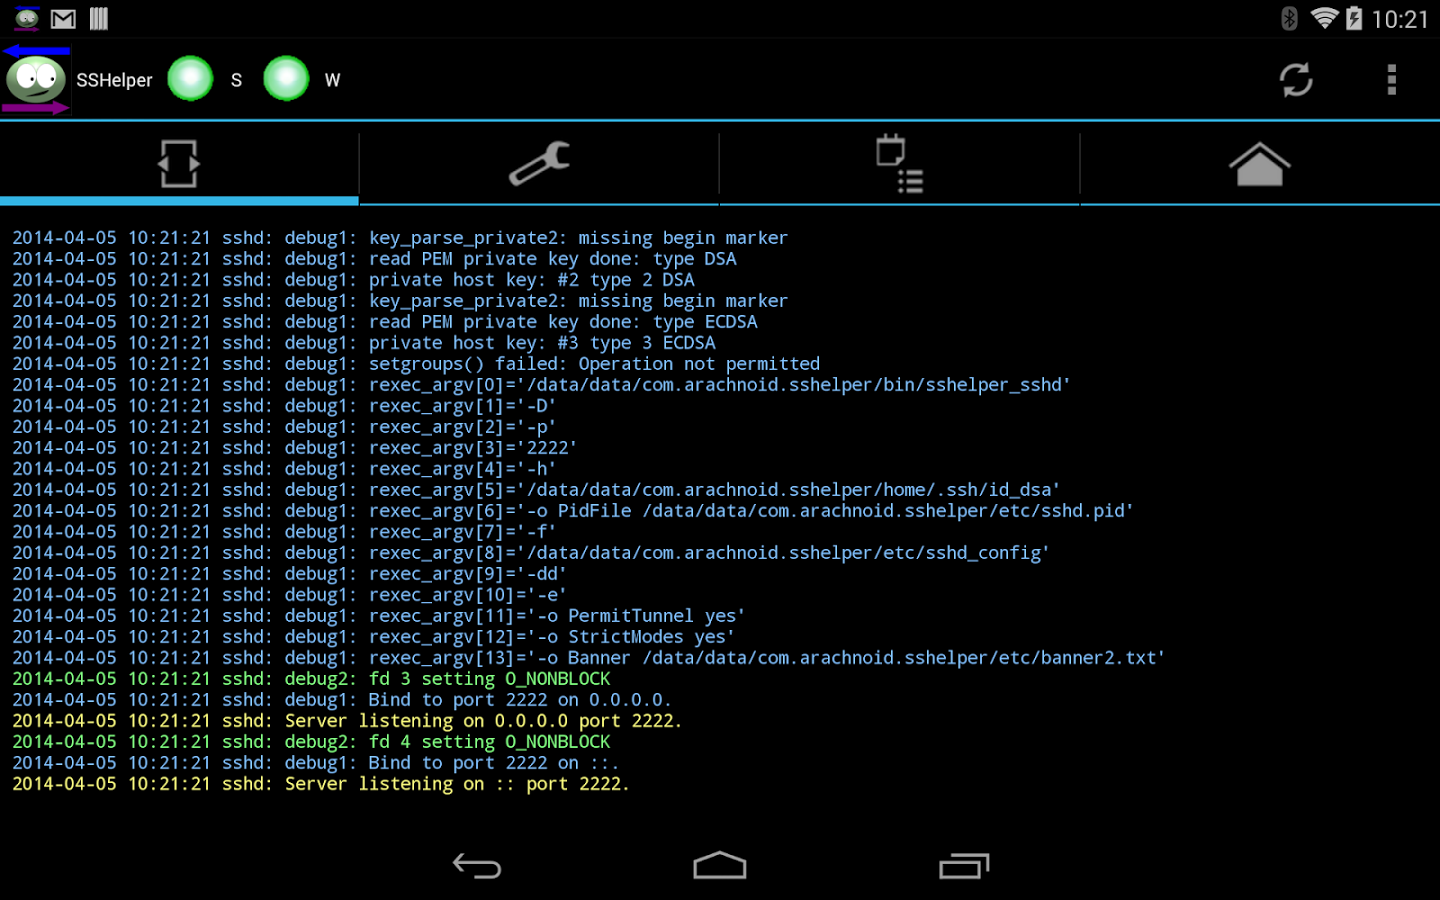 10:21
SSHelper S W
2014-04-05 10:21:21 sshd: debug1: key_parse_private2: missing begin marker
2014-04-05 10:21:21 sshd: debug1: read PEM private key done: type DSA
2014-04-05 10:21:21 sshd: debug1: private host key: #2 type 2 DSA
2014-04-05 10:21:21 sshd: debug1: key_parse_private2: missing begin marker
2014-04-05 10:21:21 sshd: debug1: read PEM private key done: type ECDSA
2014-04-05 10:21:21 sshd: debug1: private host key: #3 type 3 ECDSA
2014-04-05 10:21:21 sshd: debug1: setgroups() failed: Operation not permitted
2014-04-05 10:21:21 sshd: debug1: rexec_argv[0]='/data/data/com.arachnoid.sshelper/bin/sshelper_sshd'
2014-04-05 10:21:21 sshd: debug1: rexec_argv[1]='-D'
2014-04-05 10:21:21 sshd: debug1: rexec_argv[2]='-p'
2014-04-05 10:21:21 sshd: debug1: rexec_argv[3]='2222'
2014-04-05 10:21:21 sshd: debug1: rexec_argv[4]='-h'
2014-04-05 10:21:21 sshd: debug1: rexec_argv[5]='/data/data/com.arachnoid.sshelper/home/.ssh/id_dsa'
2014-04-05 10:21:21 sshd: debug1: rexec_argv[6]='-o PidFile /data/data/com.arachnoid.sshelper/etc/sshd.pid'
2014-04-05 10:21:21 sshd: debug1: rexec_argv[7]='-f'
2014-04-05 10:21:21 sshd: debug1: rexec_argv[8]='/data/data/com.arachnoid.sshelper/etc/sshd_config'
2014-04-05 10:21:21 sshd: debug1: rexec_argv[9]='-dd'
2014-04-05 10:21:21 sshd: debug1: rexec_argv[10]='-e'
2014-04-05 10:21:21 sshd: debug1: rexec_argv[11]='-o PermitTunnel yes'
2014-04-05 10:21:21 sshd: debug1: rexec_argv[12]='-o StrictModes yes'
2014-04-05 10:21:21 sshd: debug1: rexec_argv[13]='-o Banner /data/data/com.arachnoid.sshelper/etc/banner2.txt'
2014-04-05 10:21:21 sshd: debug2: fd 3 setting O_NONBLOCK
2014-04-05 10:21:21 sshd: debug1: Bind to port 2222 on 0.0.0.0.
2014-04-05 10:21:21 sshd: Server listening on 0.0.0.0 port 2222.
2014-04-05 10:21:21 sshd: debug2: fd 4 setting O_NONBLOCK
2014-04-05 10:21:21 sshd: debug1: Bind to port 2222 on ::.
2014-04-05 10:21:21 sshd: Server listening on :: port 2222.